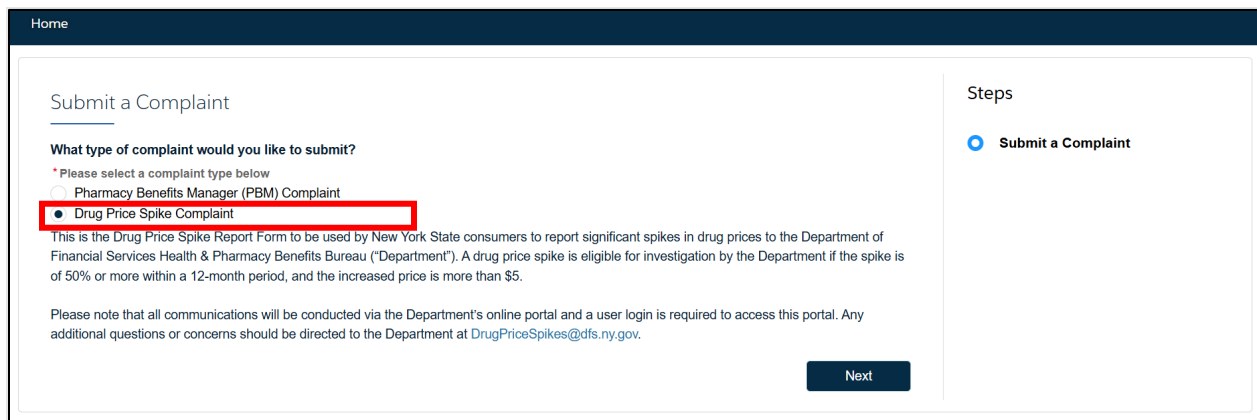 Home
Submit a Complaint
What type of complaint would you like to submit?
*Please select a complaint type below
Pharmacy Benefits Manager (PBM) Complaint
Drug Price Spike Complaint
This is the Drug Price Spike Report Form to be used by New York State consumers to report significant spikes in drug prices to the Department of
Financial Services Health & Pharmacy Benefits Bureau (“Department”). A drug price spike is eligible for investigation by the Department if the spike is
of 50% or more within a 12-month period, and the increased price is more than $5.
Please note that all communications will be conducted via the Department's online portal and a user login is required to access this portal. Any
additional questions or concerns should be directed to the Department at DrugPriceSpikes@dfs.ny.gov.
Next
Steps
Submit a Complaint